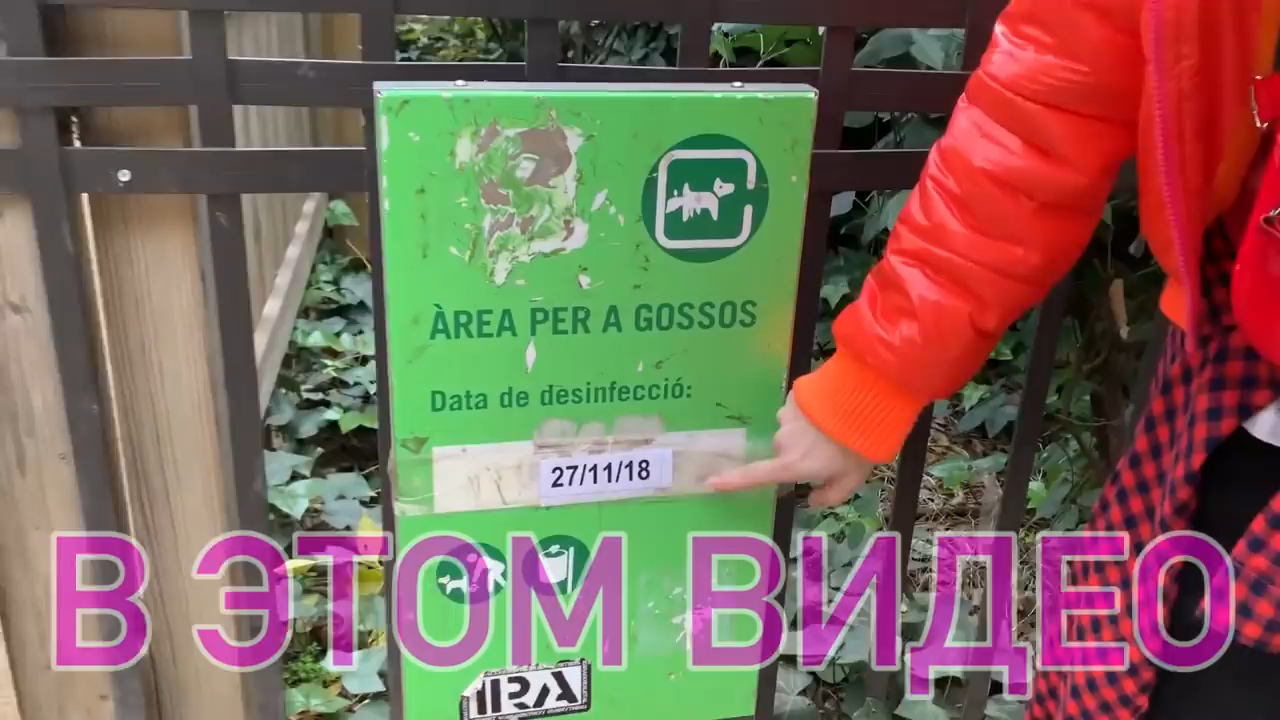 ÀREA PER A GOSSOS
Data de desinfecció:
27/11/18
В ЭТОМ ВИДЕО